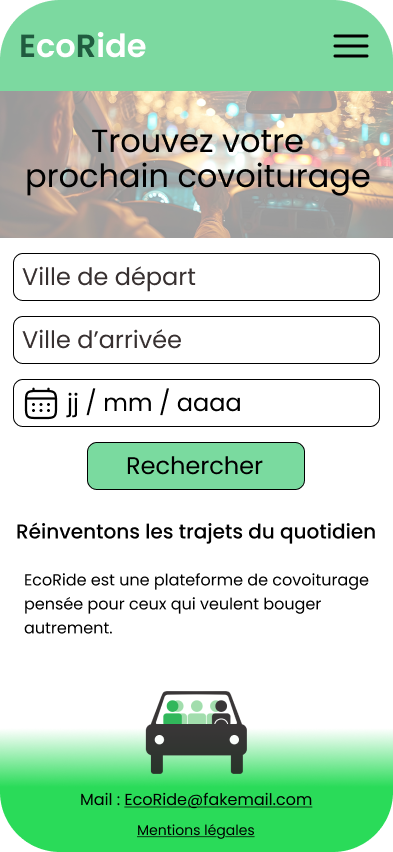 EcoRide
Trouvez votre
prochain covoiturage
Ville de départ
Ville d’arrivée
jj / mm / aaaa
Rechercher
Réinventons les trajets du quotidien
EcoRide est une plateforme de covoiturage
pensée pour ceux qui veulent bouger
autrement.
Mail : EcoRide@fakemail.com
Mentions légales